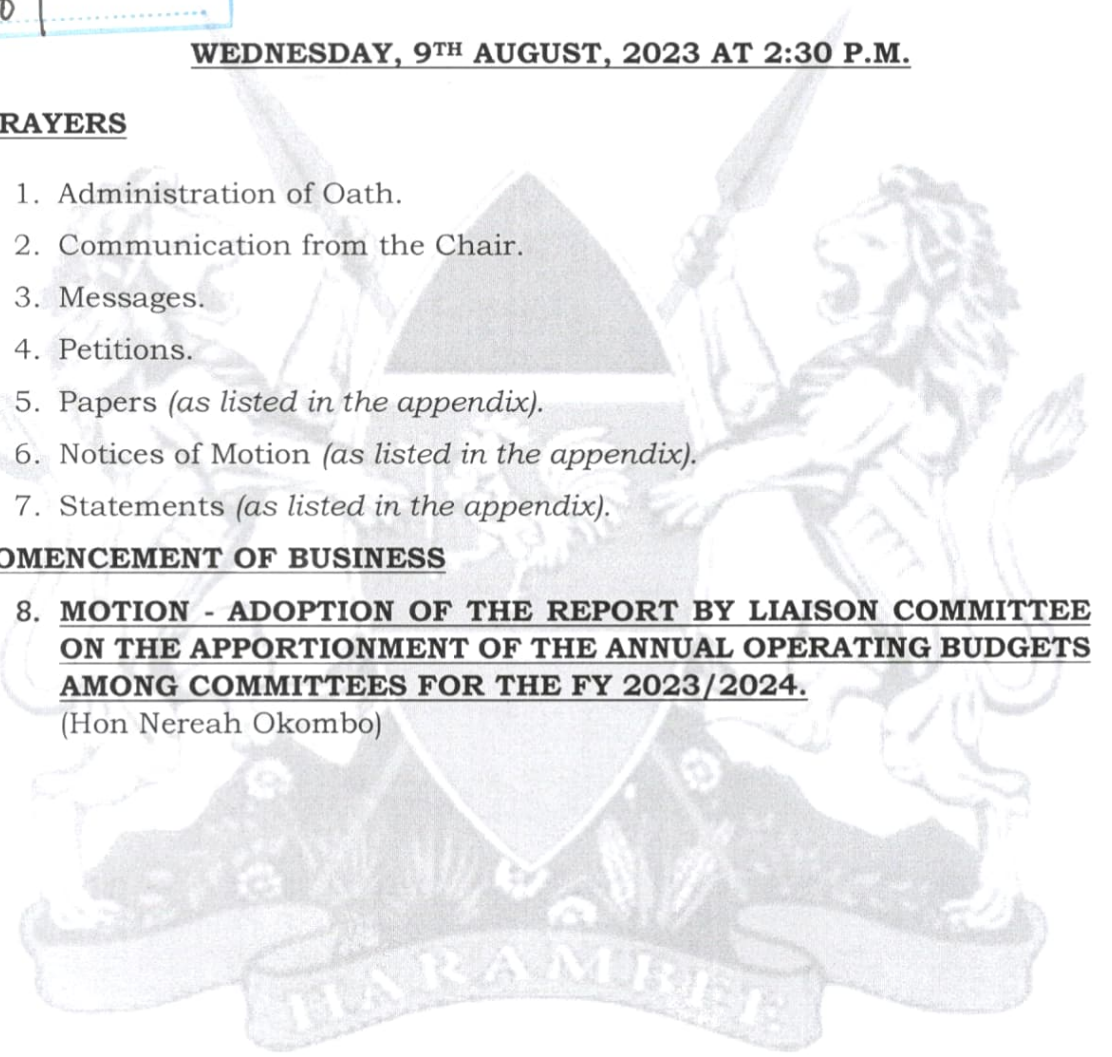 WEDNESDAY, 9TH AUGUST, 2023 AT 2:30 P.M.
RAYERS
1. Administration of Oath.
2. Communication from the Chair.
3. Messages.
4. Petitions.
5. Papers (as listed in the appendix).
6. Notices of Motion (as listed in the appendix).
7. Statements (as listed in the appendix).
OMENCEMENT OF BUSINESS
8. MOTION - ADOPTION OF THE REPORT BY LIAISON COMMITTEE
ON THE APPORTIONMENT OF THE ANNUAL OPERATING BUDGETS
AMONG COMMITTEES FOR THE FY 2023/2024.
(Hon Nereah Okombo)
HARAMBEE